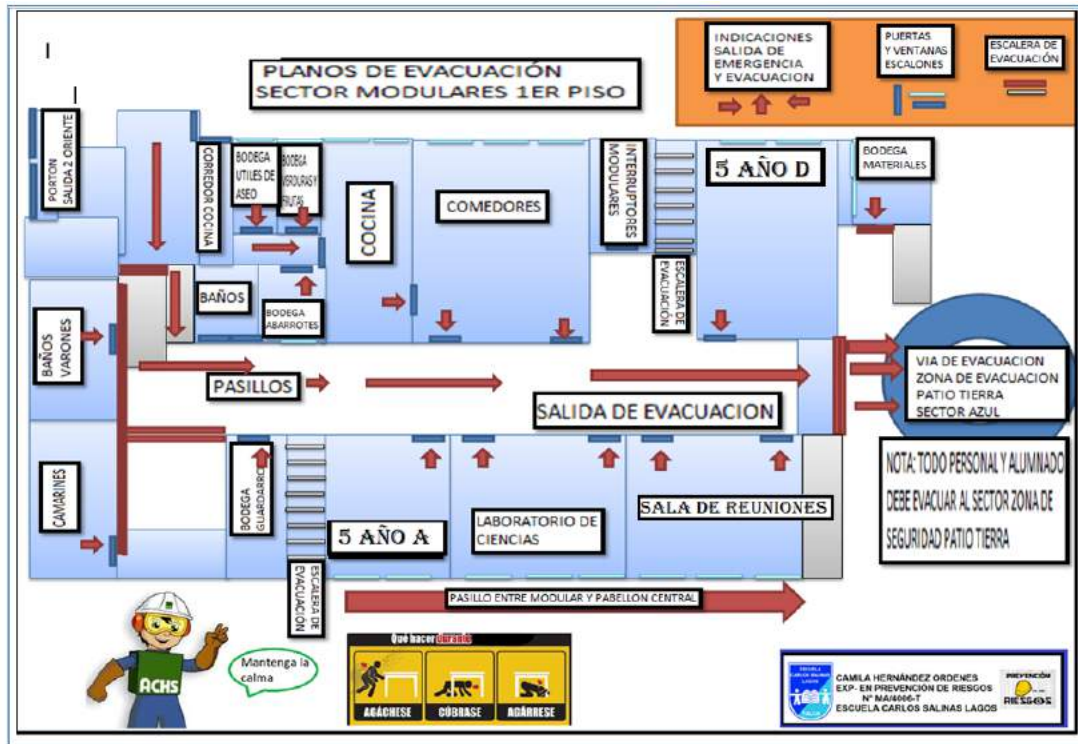 PLANOS DE EVACUACIÓN
SECTOR MODULARES 1ER PISO
INDICACIONES
SALIDA DE
EMERGENCIA
Y EVACUACION
PUERTAS
Y VENTANAS
ESCALONES
ESCALERA DE
EVACUACIÓN
PORTON
SALIDA 2 ORIENTE
CORREDOR COCINA
BODEGA
UTILES DE
ASEO
BODEGA
VERDURAS Y
FRUTAS
COCINA
COMEDORES
INTERRUPTORES
MODULARES
5 AÑO D
BODEGA
MATERIALES
ESCALERA DE
EVACUACIÓN
BAÑOS
BODEGA
ABARROTES
BAÑOS
VARONES
PASILLOS
SALIDA DE EVACUACION
VIA DE EVACUACION
ZONA DE EVACUACION
PATIO TIERRA
SECTOR AZUL
NOTA: TODO PERSONAL Y ALUMNADO
DEBE EVACUAR AL SECTOR ZONA DE
SEGURIDAD PATIO TIERRA
CAMARINES
BODEGA
GUARDARRO
ESCALERA DE
EVACUACIÓN
5 AÑO A
LABORATORIO DE
CIENCIAS
SALA DE REUNIONES
PASILLO ENTRE MODULAR Y PABELLON CENTRAL
ACHS
Mantenga la
calma
Qué hacer durante
AGÁCHESE
CÚBRASE
AGÁRRESE
ESCUELA
CARLOS SALINAS
LAGOS
CAMILA HERNÁNDEZ ORDENES
EXP- EN PREVENCIÓN DE RIESGOS
N° MA/4006-T
ESCUELA CARLOS SALINAS LAGOS
PREVENCIÓN
RIESGOS